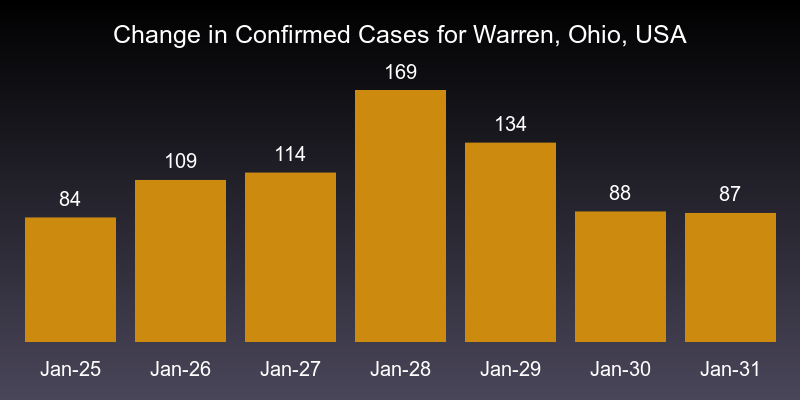 Change in Confirmed Cases for Warren, Ohio, USA
84 109 114 169 134 88 87
Jan-25 Jan-26 Jan-27 Jan-28 Jan-29 Jan-30 Jan-31